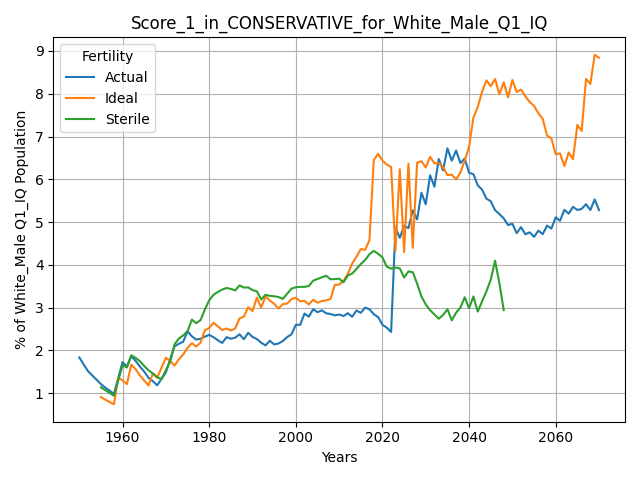 Score_1_in_CONSERVATIVE_for_White_Male_Q1_IQ
Fertility
Actual
Ideal
Sterile
% of White_Male Q1_IQ Population
9
8
7
6
5
4
3
2
1
1960 1980 2000 2020 2040 2060
Years